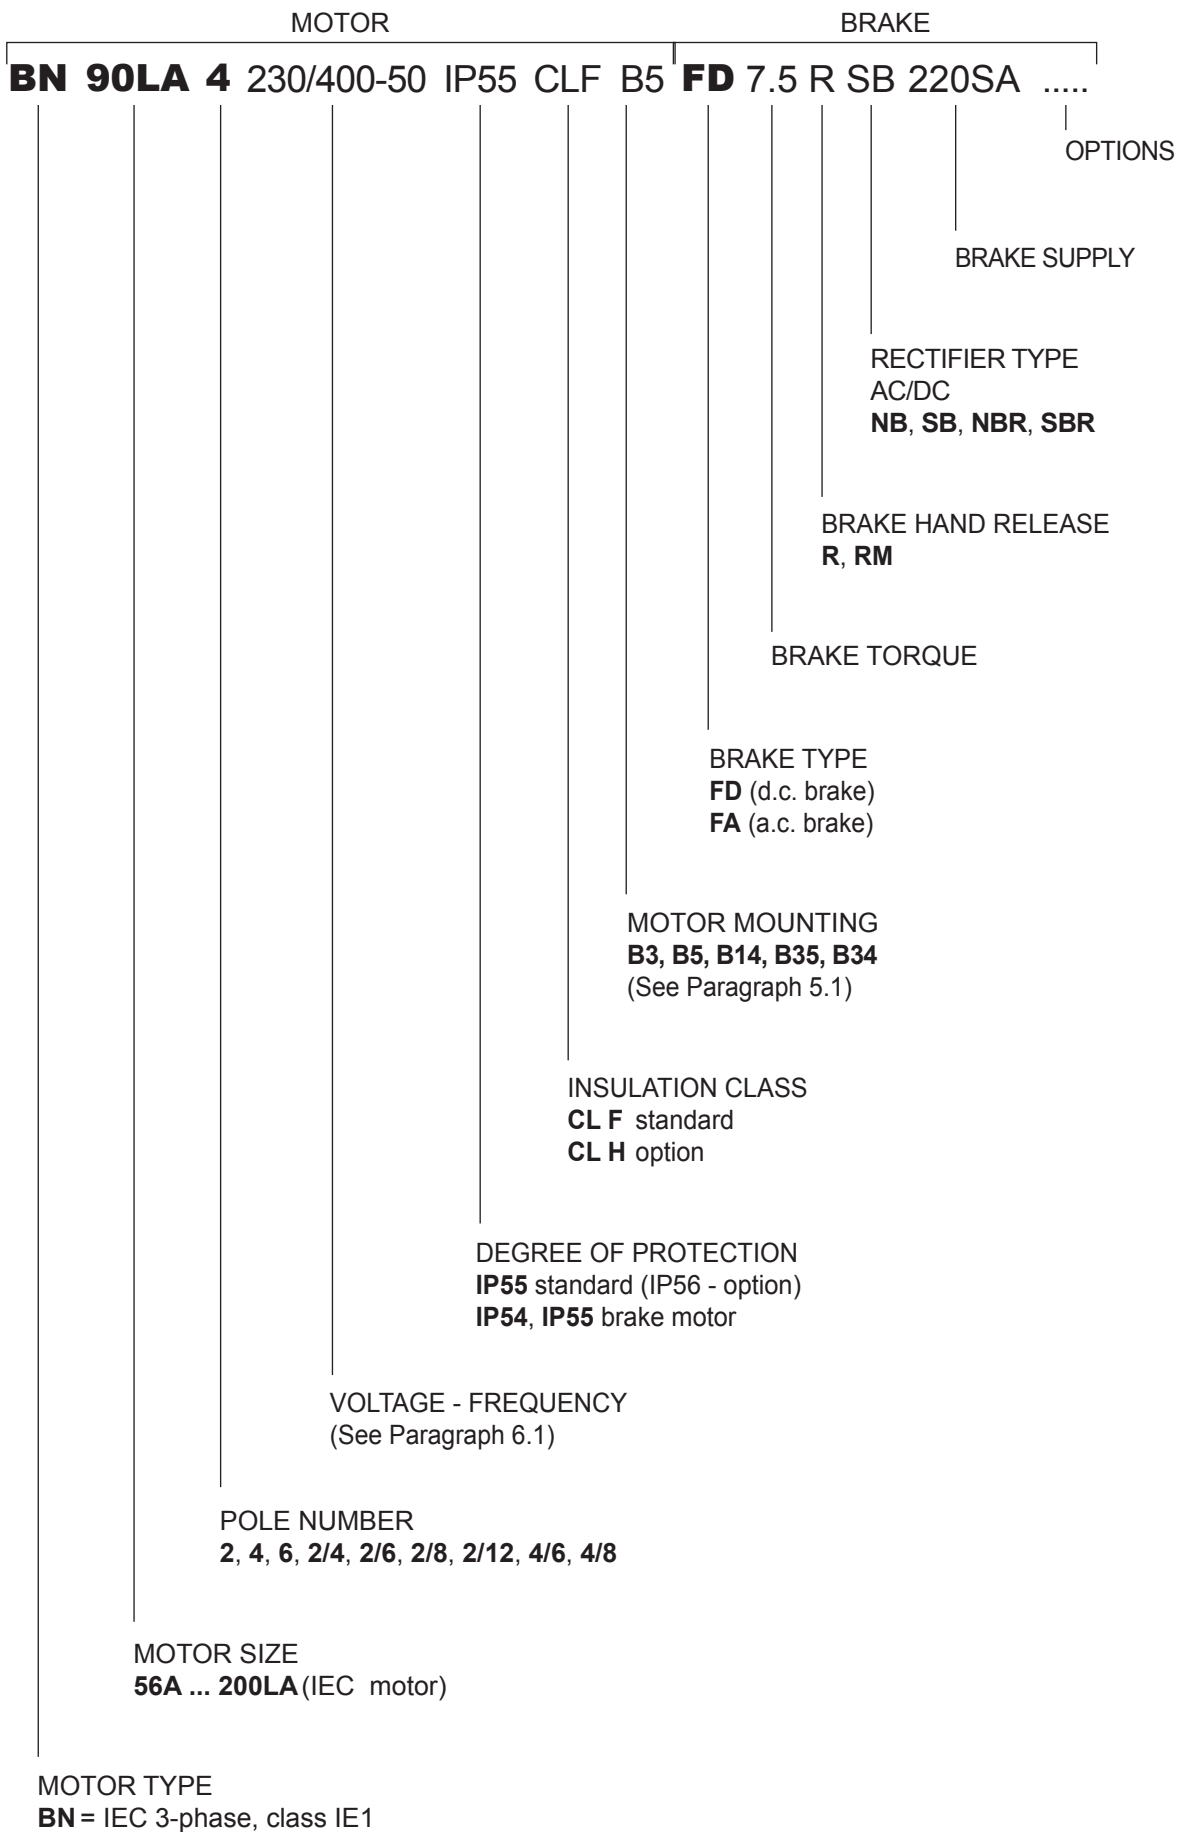 MOTOR BRAKE
BN 90LA 4 230/400-50 IP55 CLF B5 FD 7.5 R SB 220SA .....
OPTIONS
BRAKE SUPPLY
RECTIFIER TYPE
AC/DC
NB, SB, NBR, SBR
BRAKE HAND RELEASE
R, RM
BRAKE TORQUE
BRAKE TYPE
FD (d.c. brake)
FA (a.c. brake)
MOTOR MOUNTING
B3, B5, B14, B35, B34
(See Paragraph 5.1)
INSULATION CLASS
CL F standard
CL H option
DEGREE OF PROTECTION
IP55 standard (IP56 - option)
IP54, IP55 brake motor
VOLTAGE - FREQUENCY
(See Paragraph 6.1)
POLE NUMBER
2, 4, 6, 2/4, 2/6, 2/8, 2/12, 4/6, 4/8
MOTOR SIZE
56A ... 200LA (IEC motor)
MOTOR TYPE
BN = IEC 3-phase, class IE1